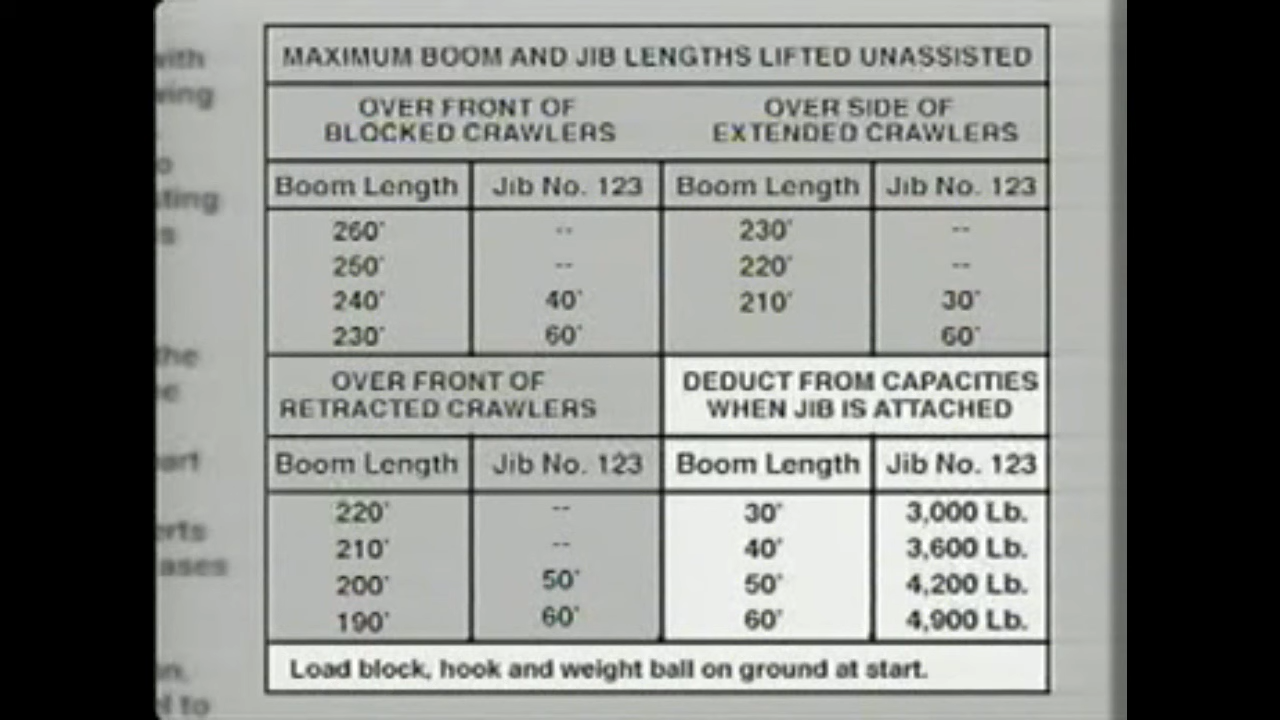 MAXIMUM BOOM AND JIB LENGTHS LIFTED UNASSISTED
OVER FRONT OF
BLOCKED CRAWLERS
OVER SIDE OF
EXTENDED CRAWLERS
Boom Length Jib No. 123 Boom Length Jib No. 123
260' -- 230' --
250' -- 220' --
240' 40' 210' 30'
230' 60' 60'
OVER FRONT OF
RETRACTED CRAWLERS
DEDUCT FROM CAPACITIES
WHEN JIB IS ATTACHED
Boom Length Jib No. 123 Boom Length Jib No. 123
220' -- 30' 3,000 Lb.
210' -- 40' 3,600 Lb.
200' 50' 50' 4,200 Lb.
190' 60' 60' 4,900 Lb.
Load block, hook and weight ball on ground at start.